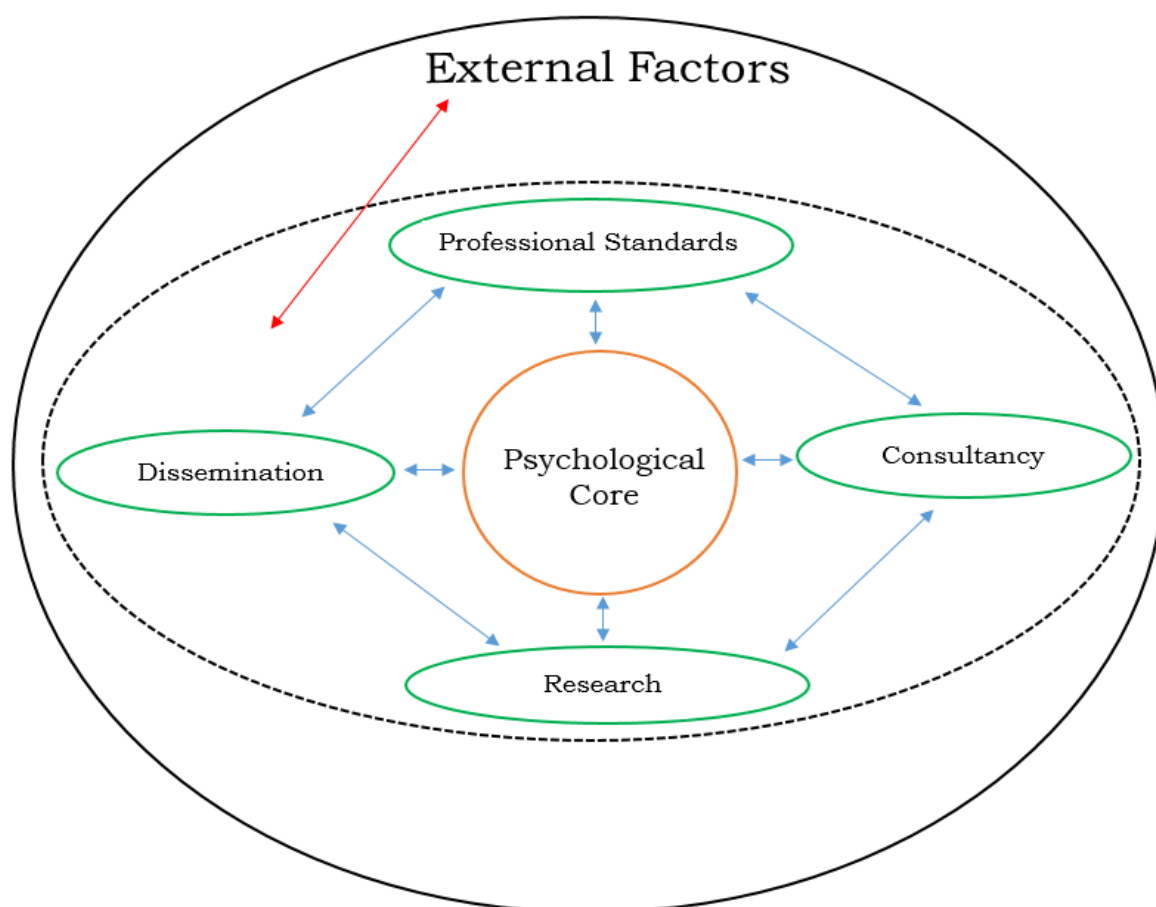 External Factors
Professional Standards
Dissemination
Psychological
Core
Consultancy
Research